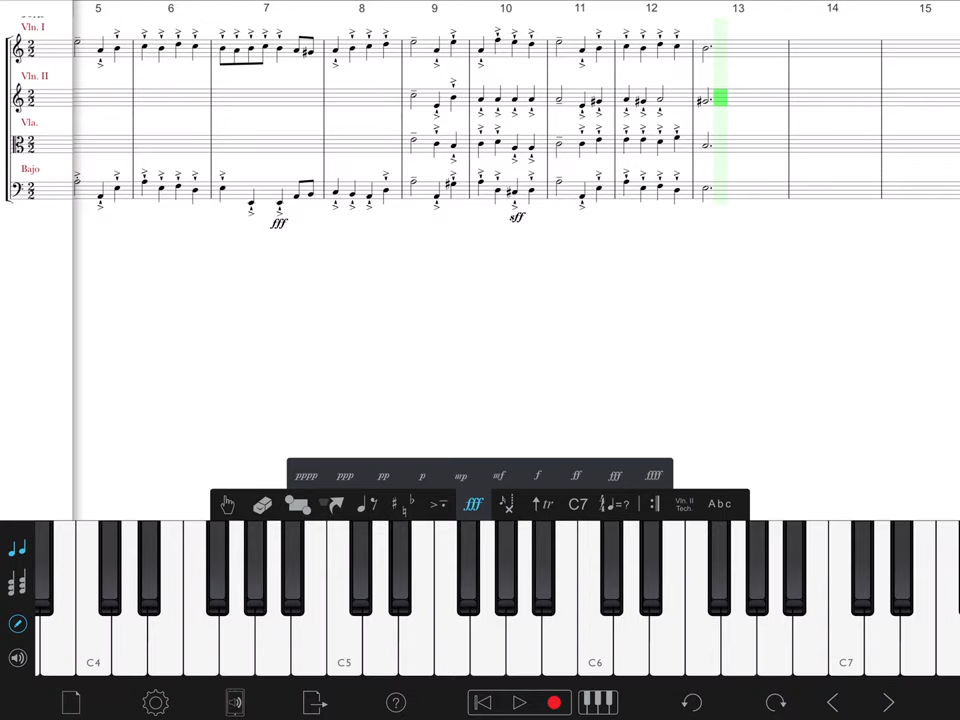 5 6 7 8 9 10 11 12 13 14 15
Vln. I
Vln. II
Vla.
Bajo
fff
sff
pppp ppp pp p mp mf f ff fff ffff
fff tr C7 =? Vln. II Tech. Abc
C4 C5 C6 C7
?